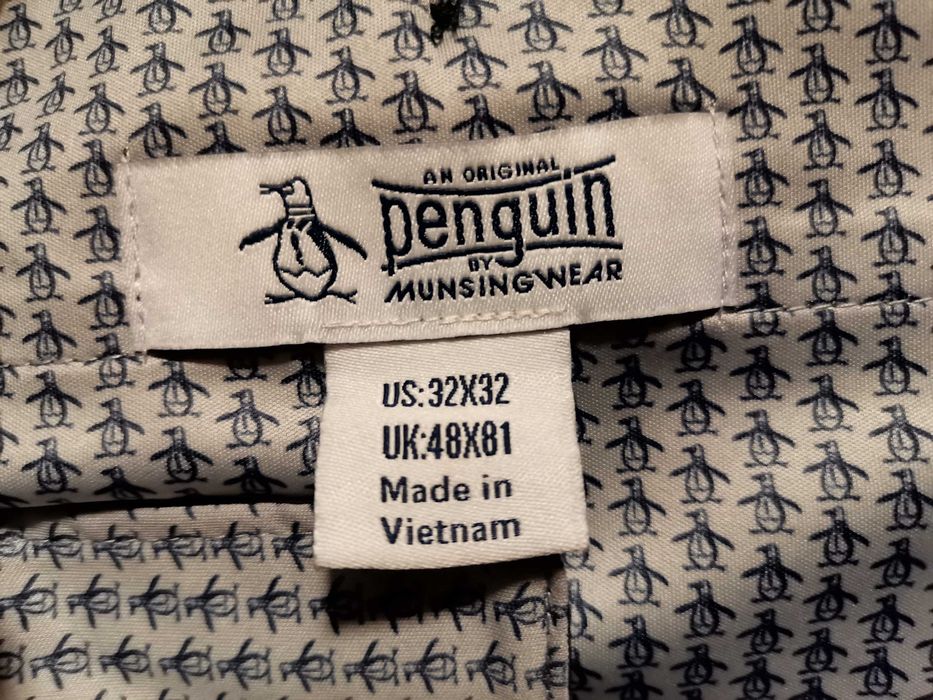 AN ORIGINAL
penguin
BY
MUNSINGWEAR
US:32X32
UK:48X81
Made in
Vietnam